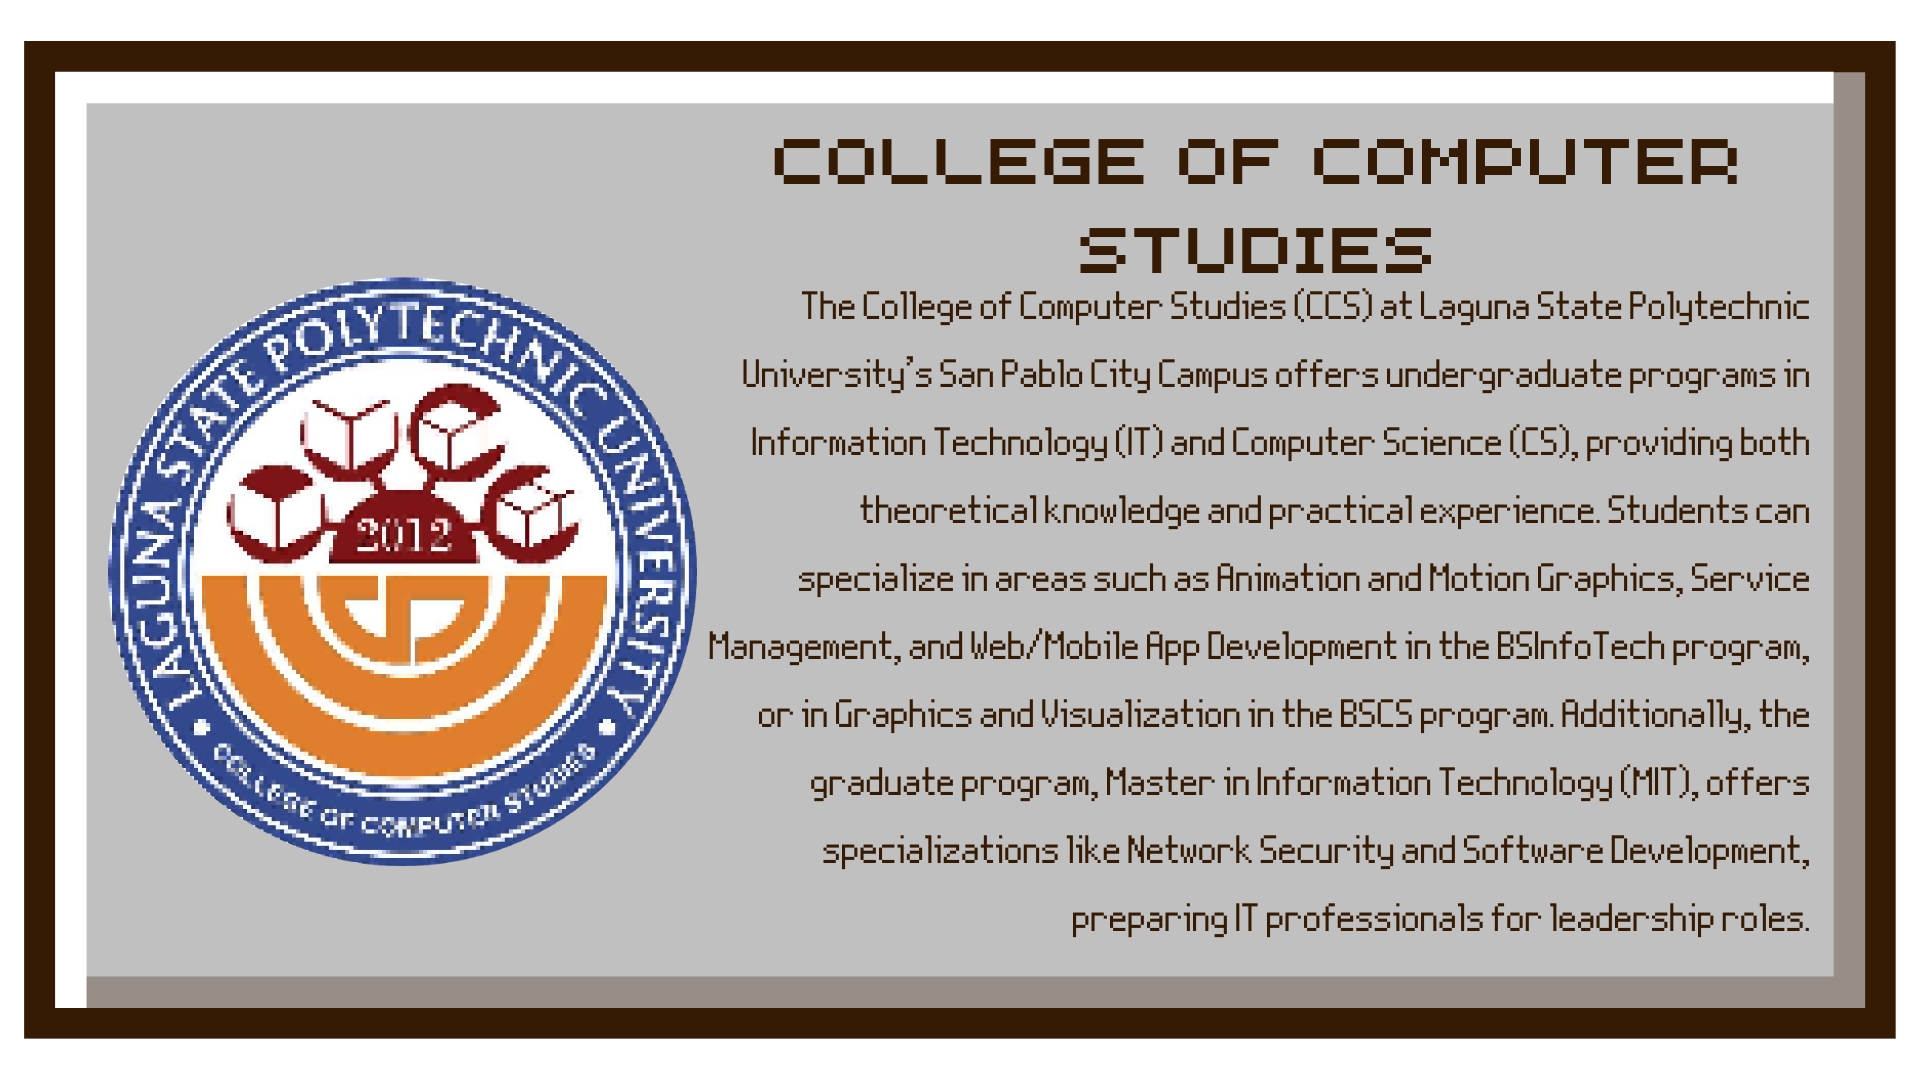 COLLEGE OF COMPUTER
STUDIES
The College of Computer Studies (CCS) at Laguna State Polytechnic
University's San Pablo City Campus offers undergraduate programs in
Information Technology (IT) and Computer Science (CS), providing both
theoretical knowledge and practical experience. Students can
specialize in areas such as Animation and Motion Graphics, Service
Management, and Web/Mobile App Development in the BSInfoTech program,
or in Graphics and Visualization in the BSCS program. Additionally, the
graduate program, Master in Information Technology (MIT), offers
specializations like Network Security and Software Development,
preparing IT professionals for leadership roles.
LAGUNA STATE POLYTECHNIC UNIVERSITY
2012
COLLEGE OF COMPUTER STUDIES